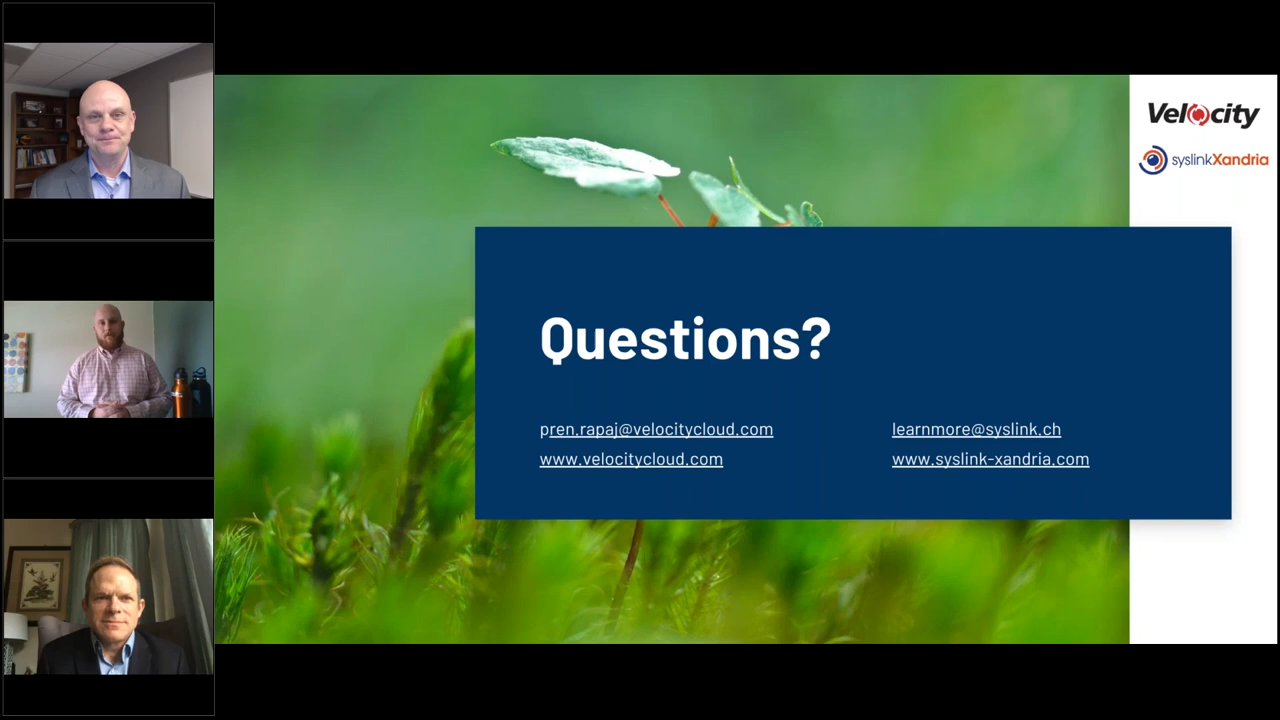 Velocity
syslinkXandria
Questions?
pren.rapaj@velocitycloud.com
www.velocitycloud.com
learnmore@syslink.ch
www.syslink-xandria.com